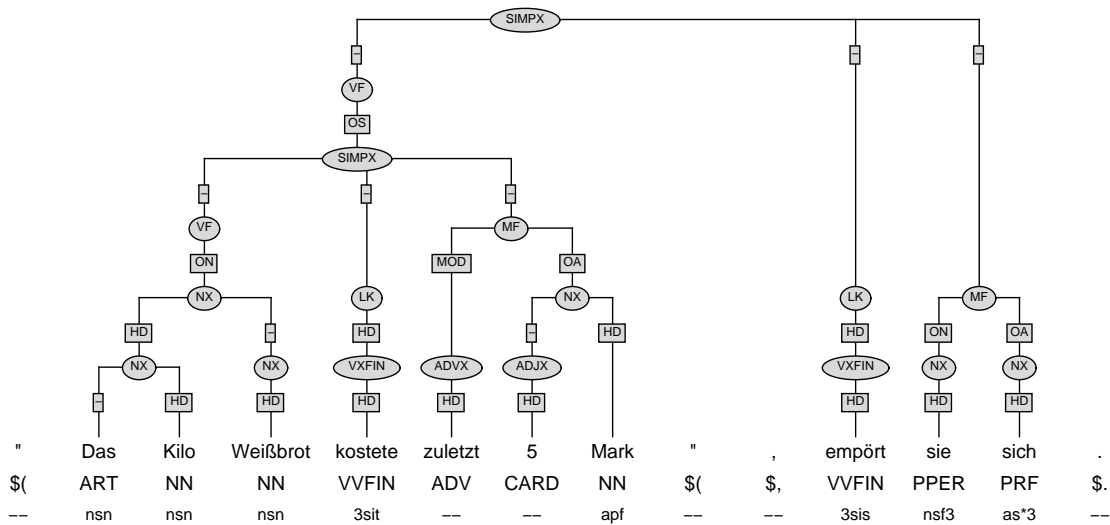 SIMPX
– – –
VF
OS
SIMPX
– – –
VF MF
ON MOD OA
NX LK NX LK MF
HD – HD – HD HD ON OA
NX NX VXFIN ADVX ADJX VXFIN NX NX
– HD HD HD HD HD HD HD HD
" Das Kilo Weißbrot kostete zuletzt 5 Mark " , empört sie sich .
$( ART NN NN VVFIN ADV CARD NN $( $, VVFIN PPER PRF $.
–– nsn nsn nsn 3sit –– –– apf –– –– 3sis nsf3 as*3 ––